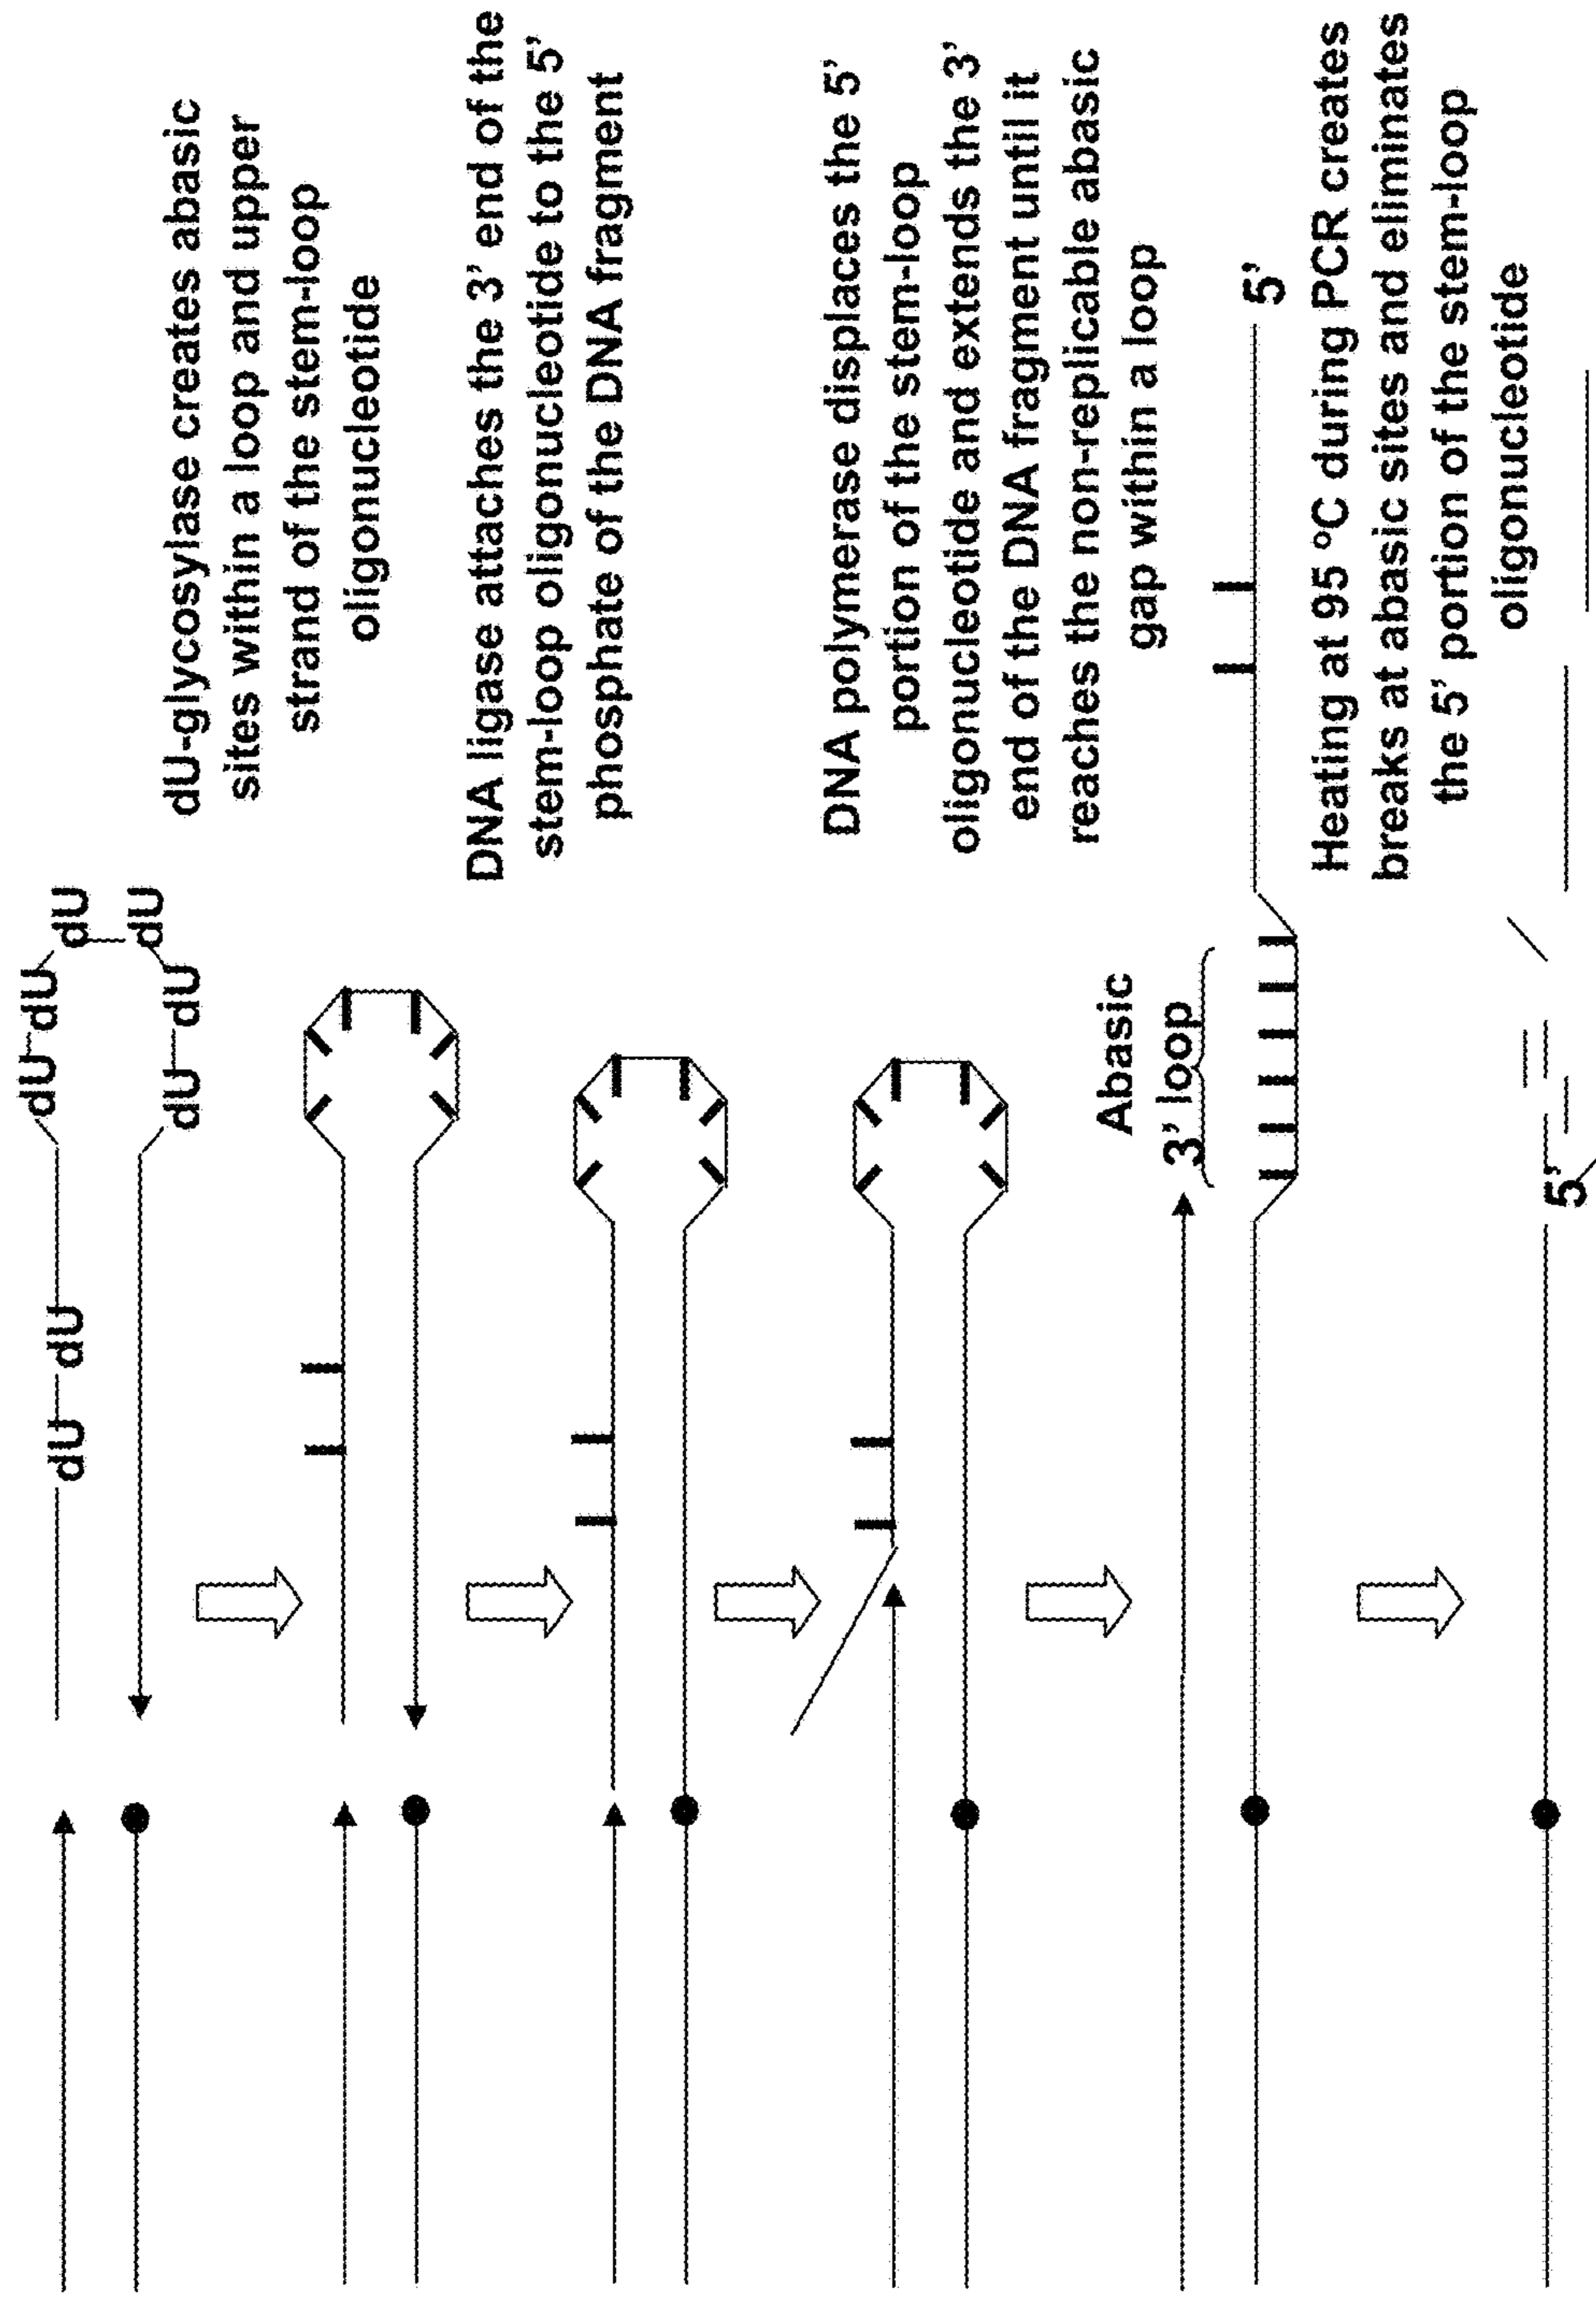 dU dU
dU dU
dU
dU
dU dU
dU-glycosylase creates abasic
sites within a loop and upper
strand of the stem-loop
oligonucleotide
DNA ligase attaches the 3' end of the
stem-loop oligonucleotide to the 5'
phosphate of the DNA fragment
DNA polymerase displaces the 5'
portion of the stem-loop
oligonucleotide and extends the 3'
end of the DNA fragment until it
reaches the non-replicable abasic
gap within a loop
Abasic
3' loop
5'
Heating at 95 ºC during PCR creates
breaks at abasic sites and eliminates
the 5' portion of the stem-loop
oligonucleotide
5'